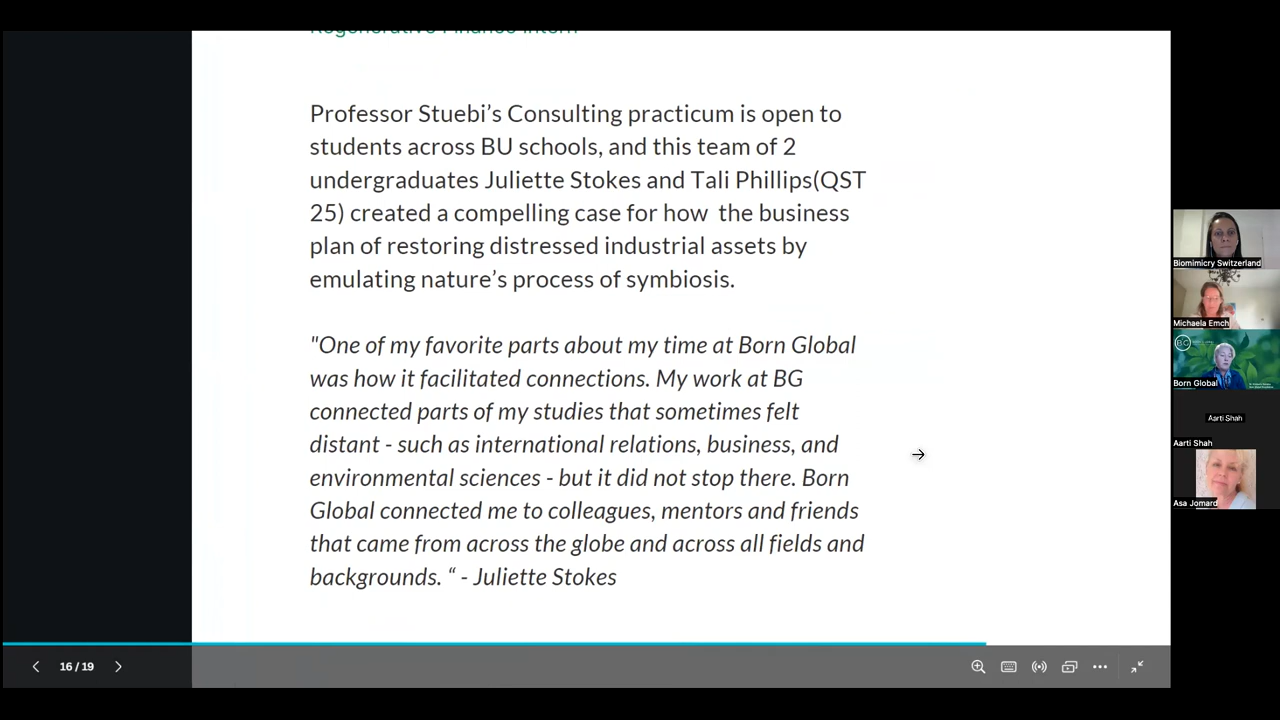 Regenerative Finance Intern
Professor Stuebi’s Consulting practicum is open to
students across BU schools, and this team of 2
undergraduates Juliette Stokes and Tali Phillips(QST
25) created a compelling case for how  the business
plan of restoring distressed industrial assets by
emulating nature’s process of symbiosis.
"One of my favorite parts about my time at Born Global
was how it facilitated connections. My work at BG
connected parts of my studies that sometimes felt
distant - such as international relations, business, and
environmental sciences - but it did not stop there. Born
Global connected me to colleagues, mentors and friends
that came from across the globe and across all fields and
backgrounds. “ - Juliette Stokes
16 / 19
Biomimicry Switzerland
Michaela Emch
BG
Born Global
Aarti Shah
Aarti Shah
Asa Jomard